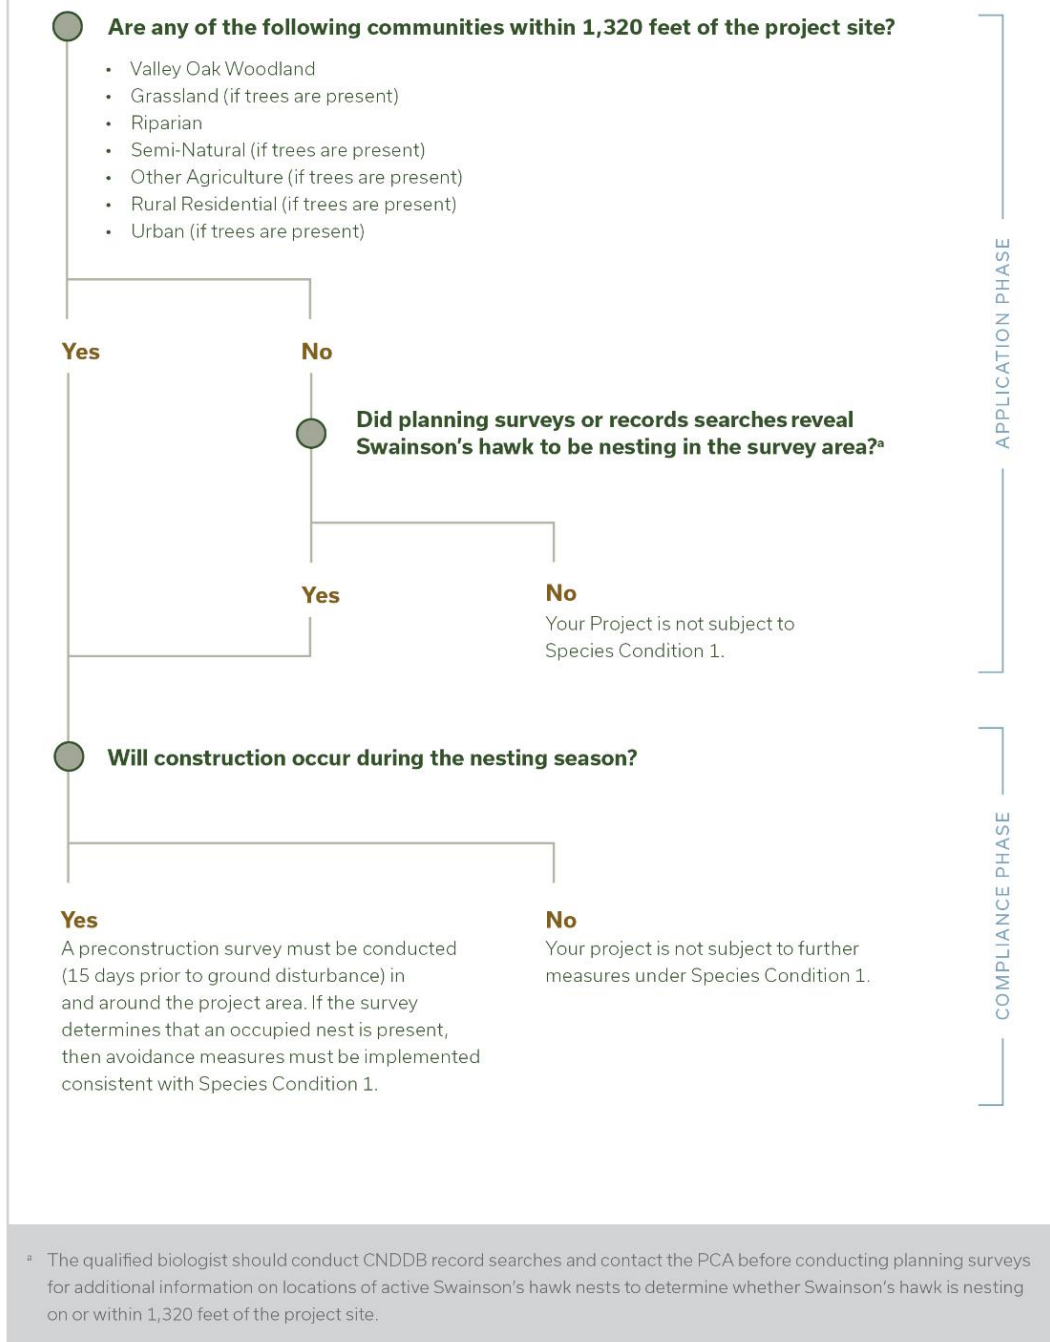 Are any of the following communities within 1,320 feet of the project site?
• Valley Oak Woodland
• Grassland (if trees are present)
• Riparian
• Semi-Natural (if trees are present)
• Other Agriculture (if trees are present)
• Rural Residential (if trees are present)
• Urban (if trees are present)
Yes
No
Did planning surveys or records searches reveal
Swainson's hawk to be nesting in the survey area?ᵃ
Yes
No
Your Project is not subject to
Species Condition 1.
APPLICATION PHASE
Will construction occur during the nesting season?
Yes
A preconstruction survey must be conducted
(15 days prior to ground disturbance) in
and around the project area. If the survey
determines that an occupied nest is present,
then avoidance measures must be implemented
consistent with Species Condition 1.
No
Your project is not subject to further
measures under Species Condition 1.
COMPLIANCE PHASE
ᵃ The qualified biologist should conduct CNDDB record searches and contact the PCA before conducting planning surveys
for additional information on locations of active Swainson's hawk nests to determine whether Swainson's hawk is nesting
on or within 1,320 feet of the project site.